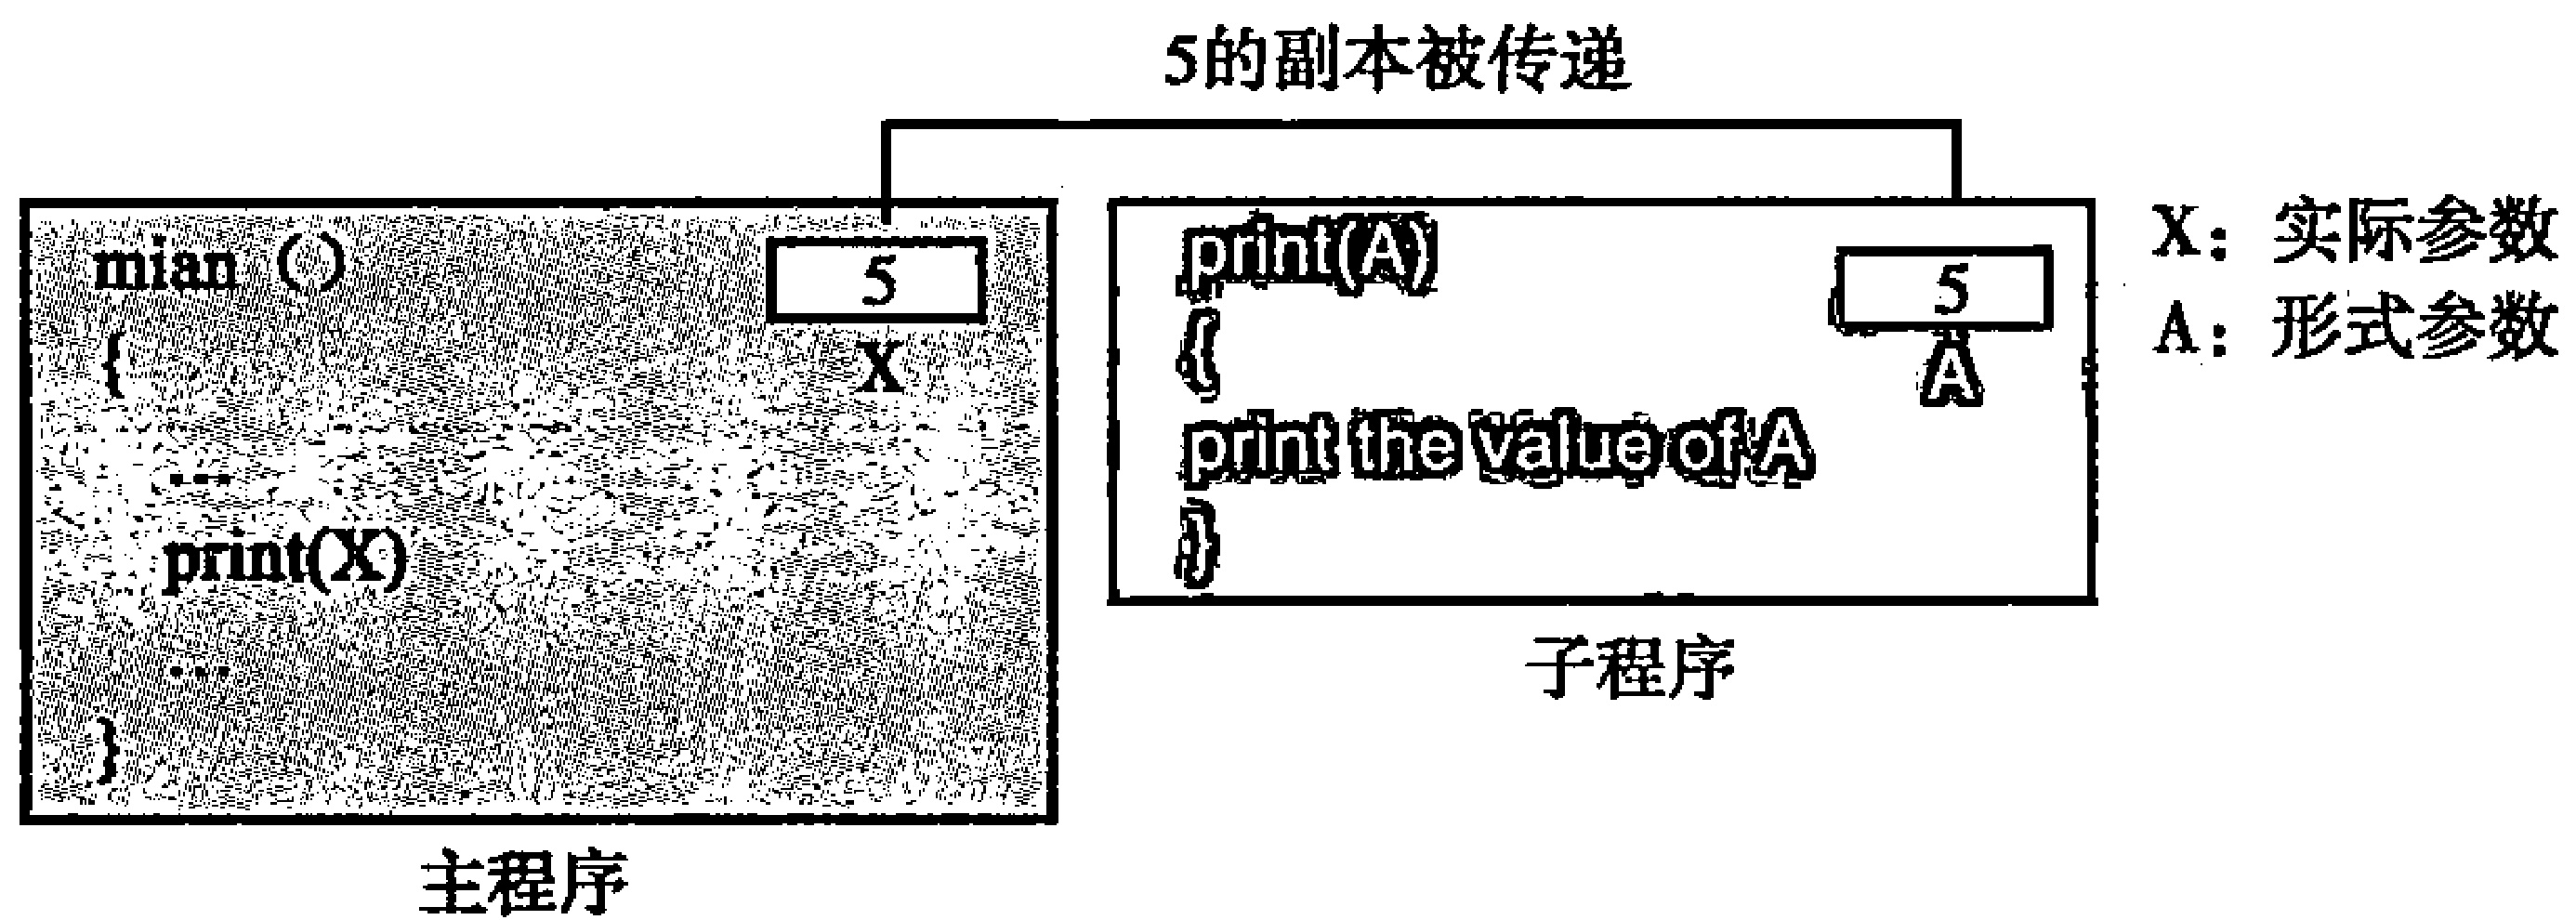 5的副本被传递
mian ()
{
...
print(X)
...
}
5
X
主程序
print(A)
{
print the value of A
}
5
A
子程序
X：实际参数
A：形式参数